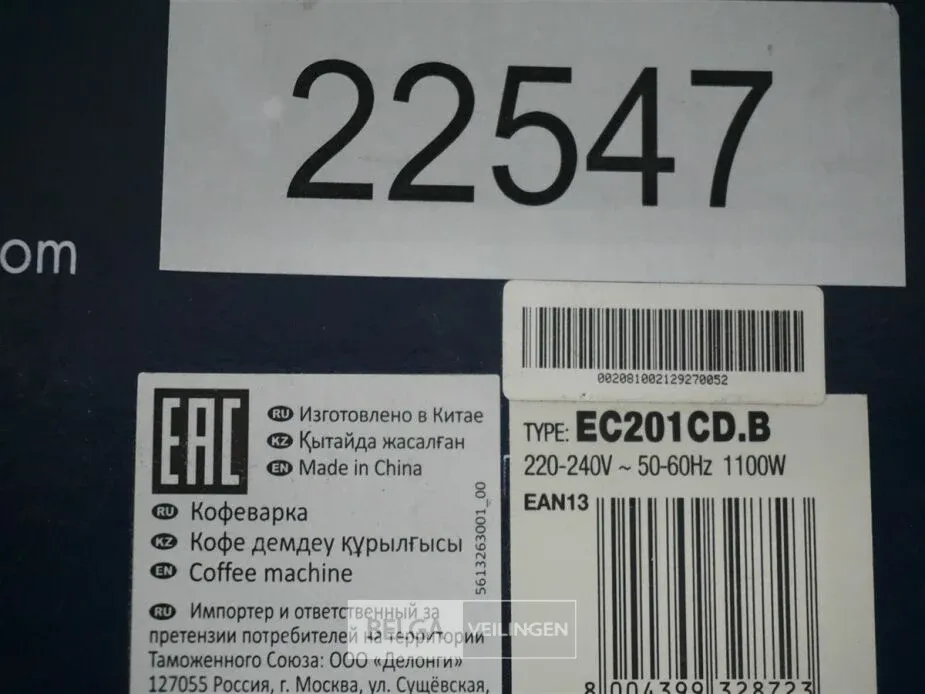 22547
om
002081002129270052
EAC
RU Изготовлено в Китае
KZ Қытайда жасалған
EN Made in China
RU Кофеварка
KZ Кофе демдеу құрылғысы
EN Coffee machine
5613263001_00
RU Импортер и ответственный за
претензии потребителей на территории
Таможенного Союза: ООО «Делонги»
127055 Россия, г. Москва, ул. Сущёвская,
TYPE: EC201CD.B
220-240V ~ 50-60Hz 1100W
EAN13
8 004399 328723
BELGA VEILINGEN